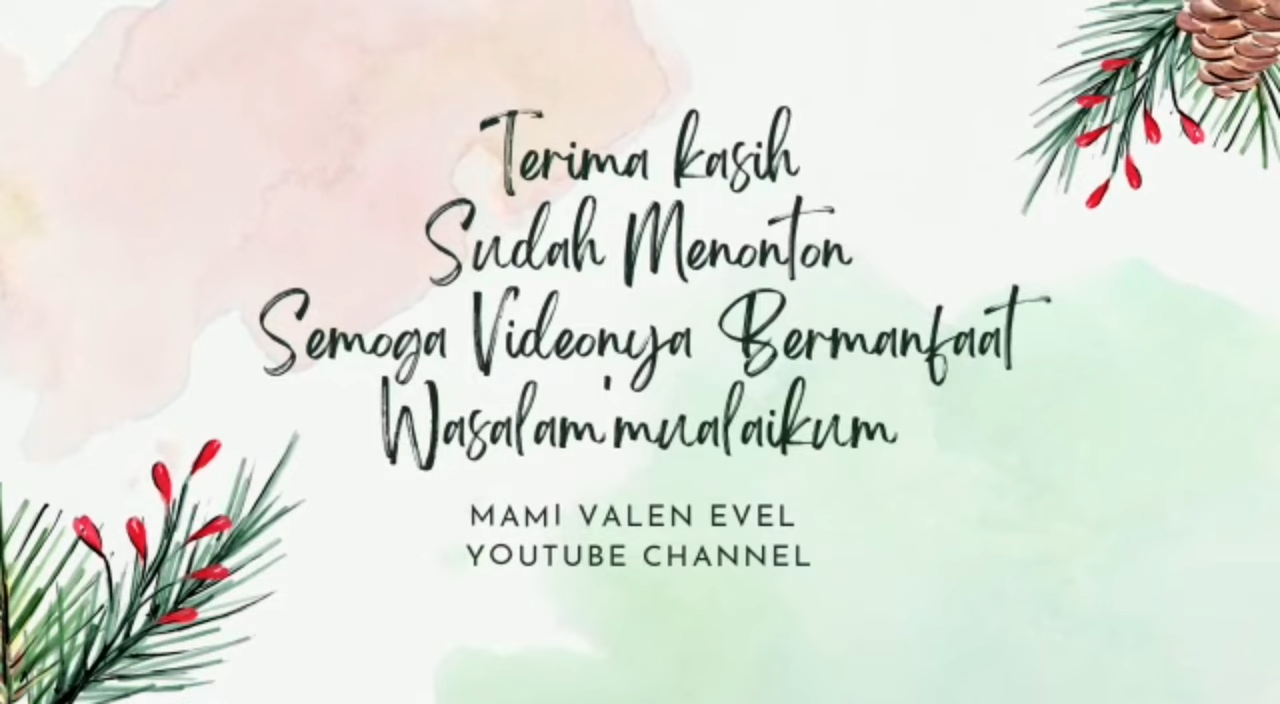 Terima kasih
Sudah Menonton
Semoga Videonya Bermanfaat
Wasalam'mualaikum
MAMI VALEN EVEL
YOUTUBE CHANNEL